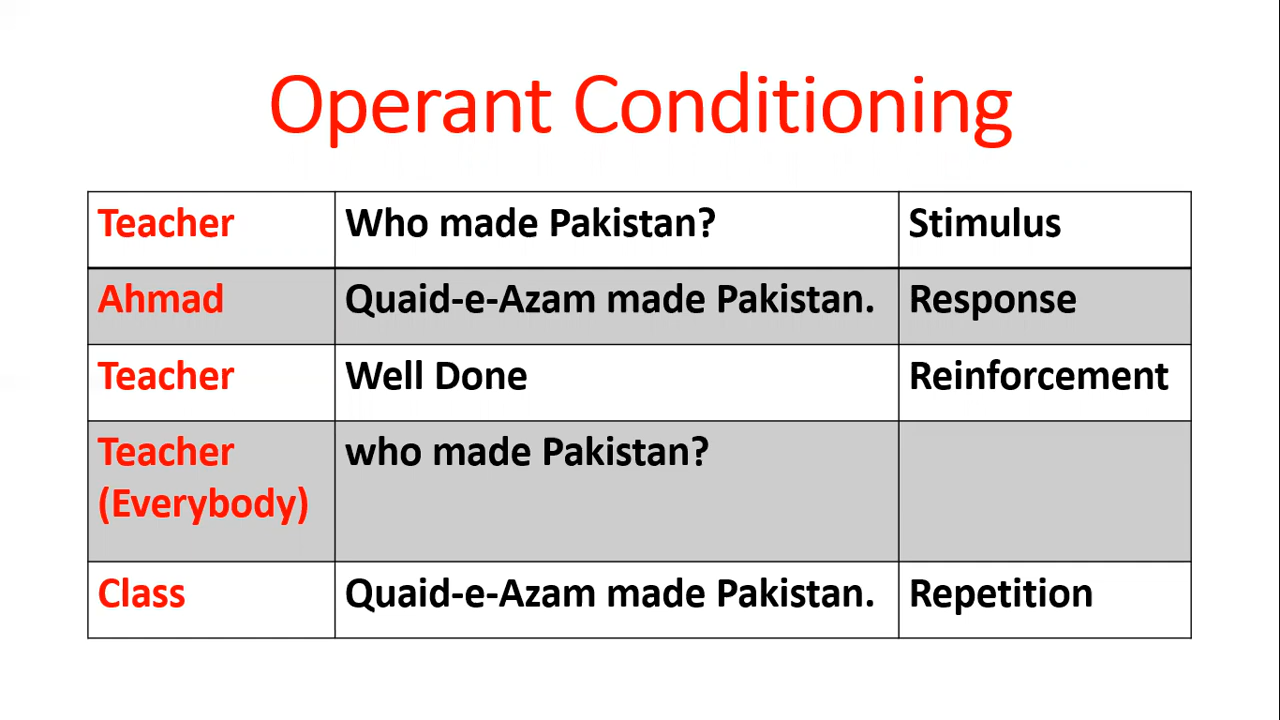 Operant Conditioning
Teacher Who made Pakistan? Stimulus
Ahmad Quaid-e-Azam made Pakistan. Response
Teacher Well Done Reinforcement
Teacher who made Pakistan?
(Everybody)
Class Quaid-e-Azam made Pakistan. Repetition